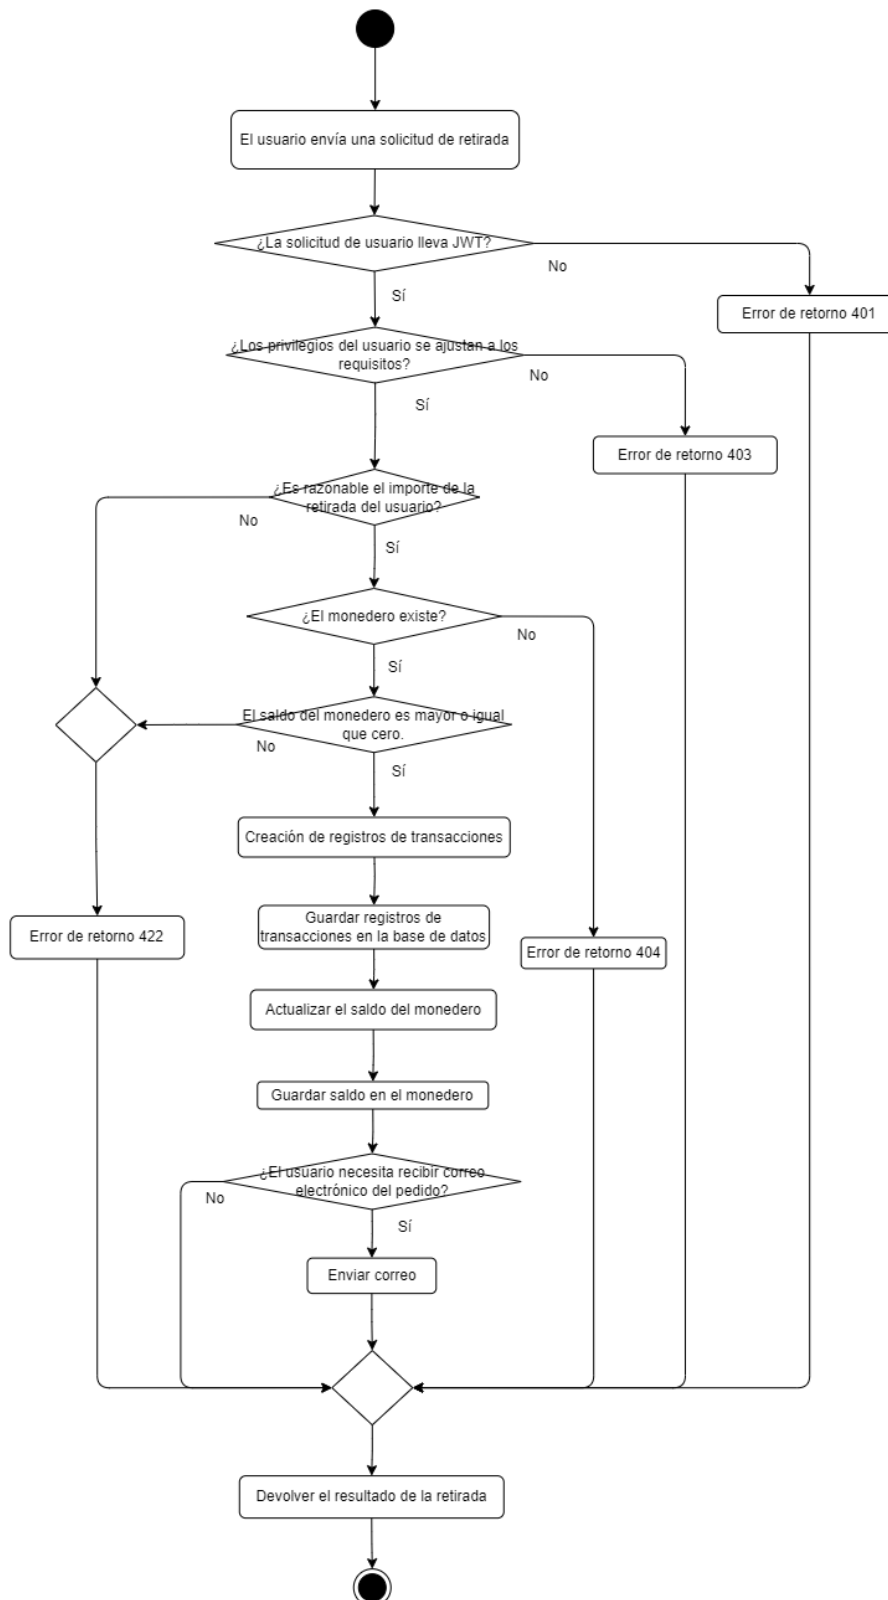 El usuario envía una solicitud de retirada
¿La solicitud de usuario lleva JWT?
No
Sí
Error de retorno 401
¿Los privilegios del usuario se ajustan a los
requisitos?
No
Sí
Error de retorno 403
¿Es razonable el importe de la
retirada del usuario?
No
Sí
¿El monedero existe?
No
Sí
El saldo del monedero es mayor o igual
que cero.
No
Sí
Creación de registros de transacciones
Guardar registros de
transacciones en la base de datos
Error de retorno 422
Error de retorno 404
Actualizar el saldo del monedero
Guardar saldo en el monedero
¿El usuario necesita recibir correo
electrónico del pedido?
No
Sí
Enviar correo
Devolver el resultado de la retirada